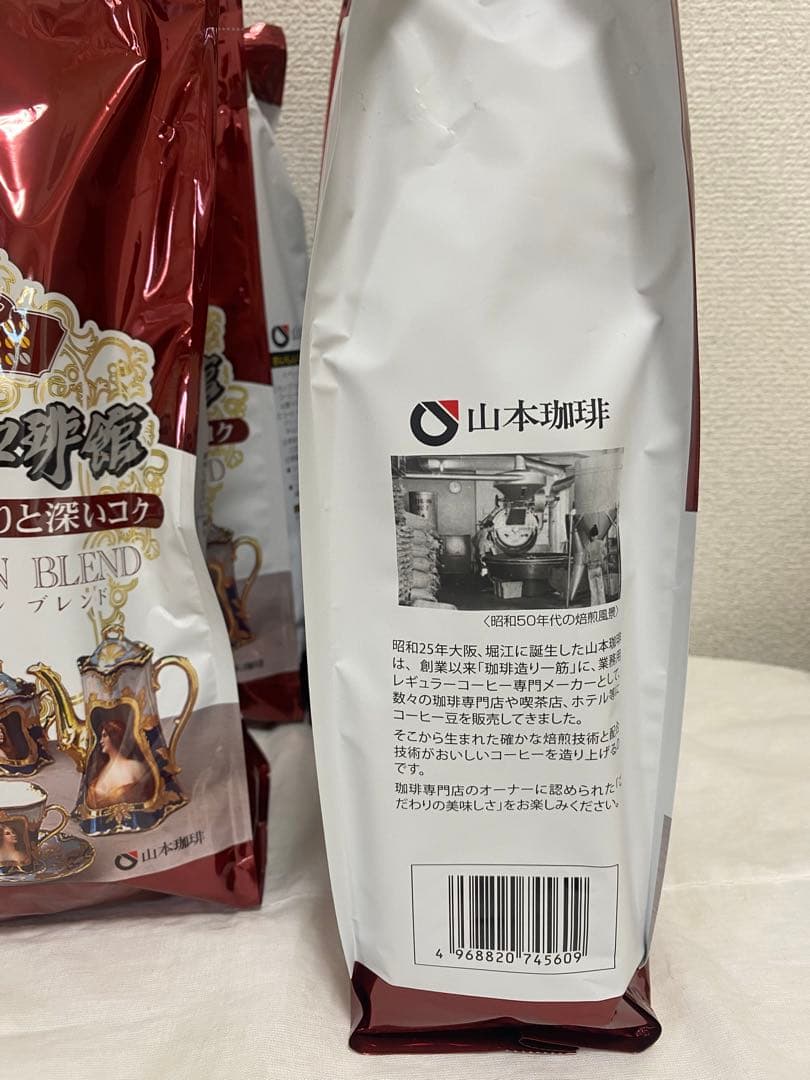 山本珈琲
〈昭和50年代の焙煎風景〉
昭和25年大阪、堀江に誕生した山本珈琲
は、創業以来「珈琲造り一筋」に、業務用
レギュラーコーヒー専門メーカーとして、
数々の珈琲専門店や喫茶店、ホテル等に
コーヒー豆を販売してきました。
そこから生まれた確かな焙煎技術と配合
技術がおいしいコーヒーを造り上げるの
です。
珈琲専門店のオーナーに認められた「こ
だわりの美味しさ」をお楽しみください。
4 968820 745609
琲館
りと深いコク
N BLEND
ン ブレンド
山本珈琲
館
コク